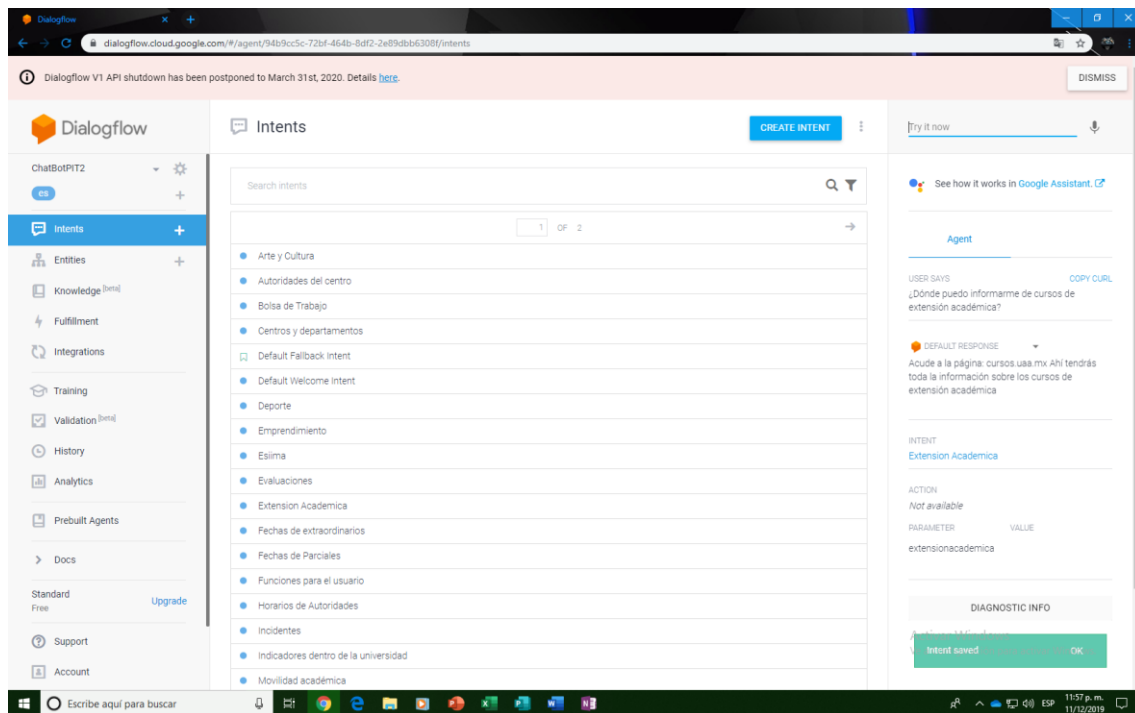 Dialogflow
dialogflow.cloud.google.com/#/agent/94b9cc5c-72bf-464b-8df2-2e89dbb6308f/intents
Dialogflow V1 API shutdown has been postponed to March 31st, 2020. Details here.
DISMISS
Dialogflow
Intents
CREATE INTENT
Try it now
ChatBotPIT2
es
Search intents
See how it works in Google Assistant.
1 OF 2
Intents
Entities
Knowledge [beta]
Fulfillment
Integrations
Training
Validation [beta]
History
Analytics
Prebuilt Agents
Docs
Standard
Free
Upgrade
Support
Account
Arte y Cultura
Autoridades del centro
Bolsa de Trabajo
Centros y departamentos
Default Fallback Intent
Default Welcome Intent
Deporte
Emprendimiento
Esiima
Evaluaciones
Extension Academica
Fechas de extraordinarios
Fechas de Parciales
Funciones para el usuario
Horarios de Autoridades
Incidentes
Indicadores dentro de la universidad
Movilidad académica
Agent
USER SAYS
COPY CURL
¿Dónde puedo informarme de cursos de
extensión académica?
DEFAULT RESPONSE
Acude a la página: cursos.uaa.mx Ahí tendrás
toda la información sobre los cursos de
extensión académica
INTENT
Extension Academica
ACTION
Not available
PARAMETER VALUE
extensionacademica
DIAGNOSTIC INFO
Intent saved
OK
Escribe aquí para buscar
ESP
11:57 p. m.
11/12/2019